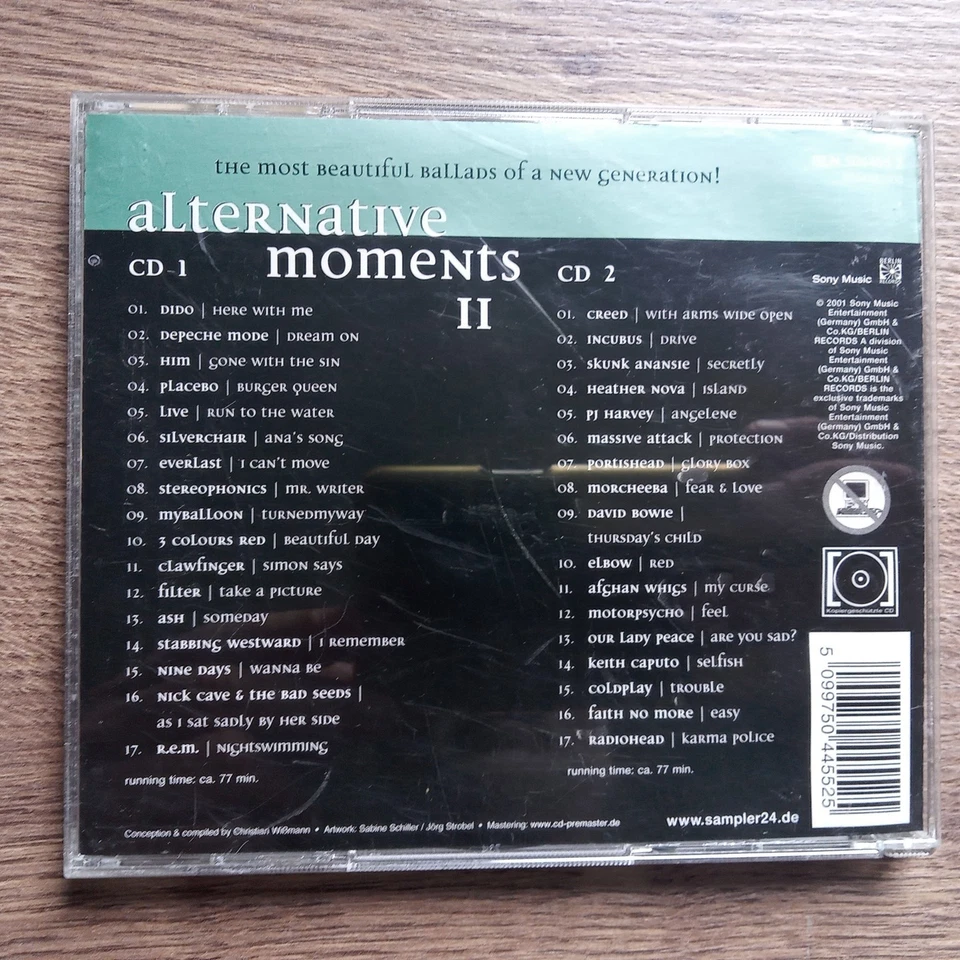 the most beautiful ballads of a new generation!
alternative
moments
II
CD 1
01. Dido | Here with me
02. Depeche Mode | Dream on
03. HIM | Gone with the sin
04. Placebo | Burger Queen
05. Live | Run to the water
06. Silverchair | Ana's song
07. Everlast | I can't move
08. Stereophonics | Mr. Writer
09. Myballoon | Turnedmyway
10. 3 Colours Red | Beautiful day
11. Clawfinger | Simon says
12. Filter | Take a picture
13. Ash | Someday
14. Stabbing Westward | I remember
15. Nine Days | Wanna be
16. Nick Cave & the Bad Seeds |
As I sat sadly by her side
17. R.E.M. | Nightswimming
running time: ca. 77 min.
CD 2
01. Creed | With arms wide open
02. Incubus | Drive
03. Skunk Anansie | Secretly
04. Heather Nova | Island
05. PJ Harvey | Angelene
06. Massive Attack | Protection
07. Portishead | Glory box
08. Morcheeba | Fear & love
09. David Bowie |
Thursday's child
10. Elbow | Red
11. Afghan Whigs | My curse
12. Motorpsycho | Feel
13. Our Lady Peace | Are you sad?
14. Keith Caputo | Selfish
15. Coldplay | Trouble
16. Faith No More | Easy
17. Radiohead | Karma police
running time: ca. 77 min.
Sony Music
BERLIN
RECORDS
© 2001 Sony Music
Entertainment
(Germany) GmbH &
Co.KG/BERLIN
RECORDS A division
of Sony Music
Entertainment
(Germany) GmbH &
Co.KG/BERLIN
RECORDS is the
exclusive trademarks
of Sony Music
Entertainment
(Germany) GmbH &
Co.KG/Distribution
Sony Music.
Kopiergeschützte CD
5 099750 445525
Conception & compiled by Christian Wißmann • Artwork: Sabine Schiller / Jörg Strobel • Mastering: www.cd-premaster.de
www.sampler24.de